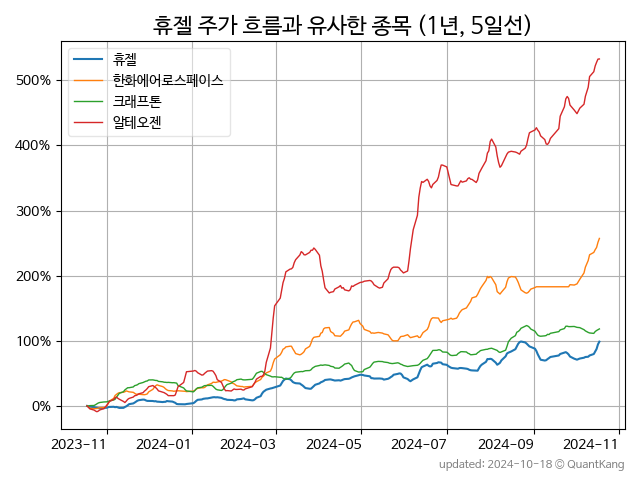 휴젤 주가 흐름과 유사한 종목 (1년, 5일선)
휴젤
한화에어로스페이스
크래프톤
알테오젠
500%
400%
300%
200%
100%
0%
2023-11 2024-01 2024-03 2024-05 2024-07 2024-09 2024-11
updated: 2024-10-18 © QuantKang